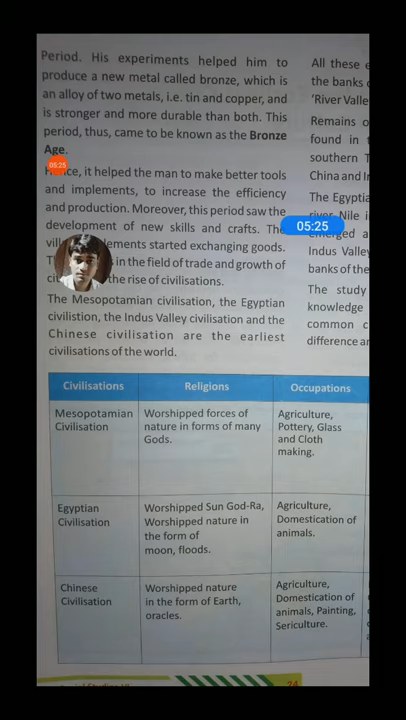 Period. His experiments helped him to
produce a new metal called bronze, which is
an alloy of two metals, i.e. tin and copper, and
is stronger and more durable than both. This
period, thus, came to be known as the Bronze
Age.
05:25
it helped the man to make better tools
and implements, to increase the efficiency
and production. Moreover, this period saw the
development of new skills and crafts. The
started exchanging goods.
in the field of trade and growth of
the rise of civilisations.
The Mesopotamian civilisation, the Egyptian
civilistion, the Indus Valley civilisation and the
Chinese civilisation are the earliest
civilisations of the world.
All these
the banks
'River
Remains
found in
southern
China and
The
05:25
river Nile
emerged
Indus Valley
banks of the
The study
knowledge
common
difference
Civilisations Religions Occupations
Mesopotamian Civilisation
Worshipped forces of
nature in forms of many
Gods.
Agriculture,
Pottery, Glass
and Cloth
making.
Egyptian
Civilisation
Worshipped Sun God-Ra,
Worshipped nature in
the form of
moon, floods.
Agriculture,
Domestication of
animals.
Chinese
Civilisation
Worshipped nature
in the form of Earth,
oracles.
Agriculture,
Domestication of
animals, Painting,
Sericulture.
24